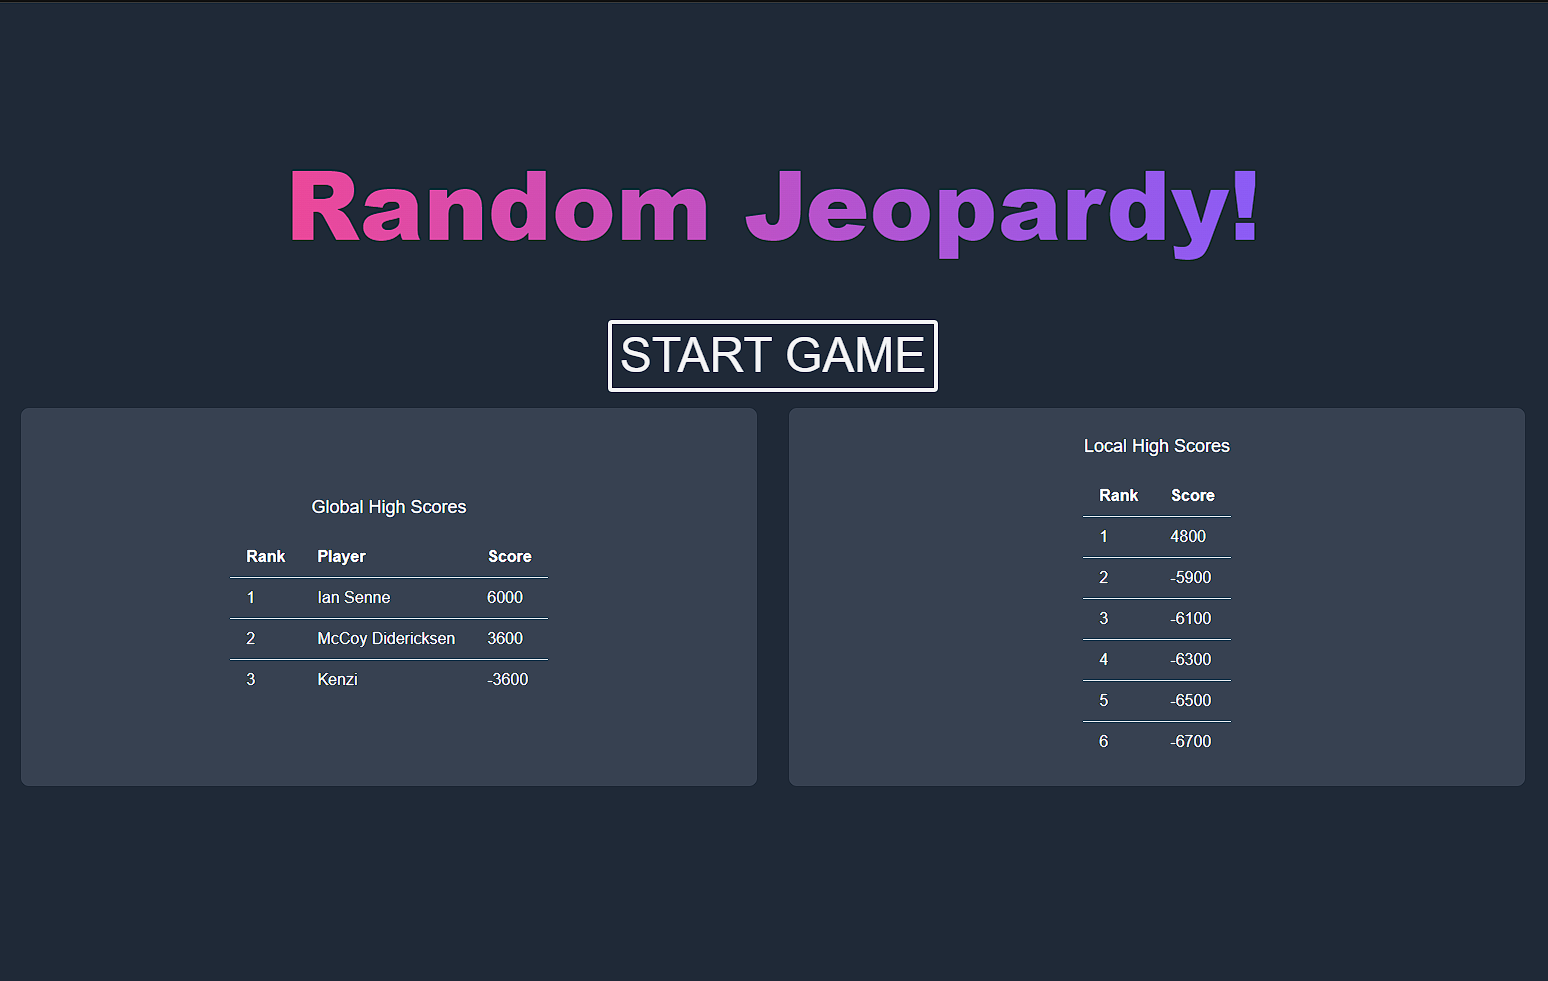 Random Jeopardy!
START GAME
Global High Scores
Rank Player Score
1 Ian Senne 6000
2 McCoy Didericksen 3600
3 Kenzi -3600
Local High Scores
Rank Score
1 4800
2 -5900
3 -6100
4 -6300
5 -6500
6 -6700